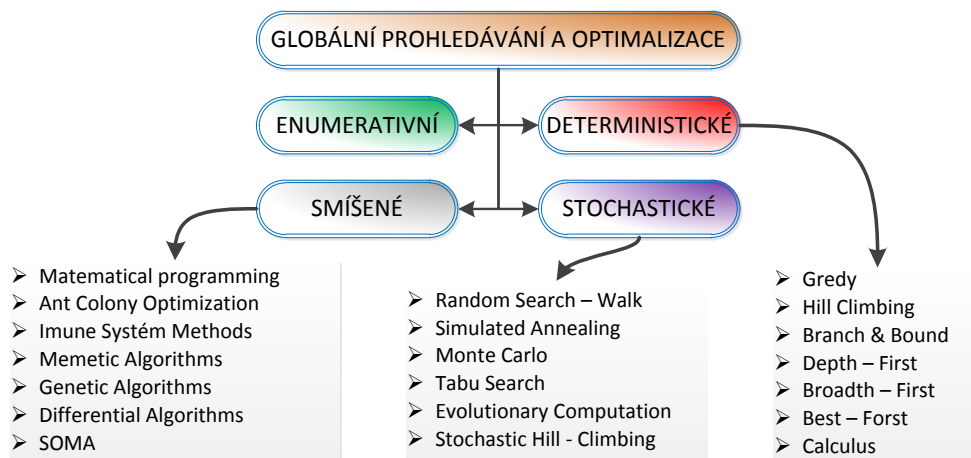 GLOBÁLNÍ PROHLEDÁVÁNÍ A OPTIMALIZACE
ENUMERATIVNÍ
DETERMINISTICKÉ
SMÍŠENÉ
STOCHASTICKÉ
Matematical programming
Ant Colony Optimization
Imune Systém Methods
Memetic Algorithms
Genetic Algorithms
Differential Algorithms
SOMA
Random Search – Walk
Simulated Annealing
Monte Carlo
Tabu Search
Evolutionary Computation
Stochastic Hill - Climbing
Gredy
Hill Climbing
Branch & Bound
Depth – First
Broadth – First
Best – Forst
Calculus